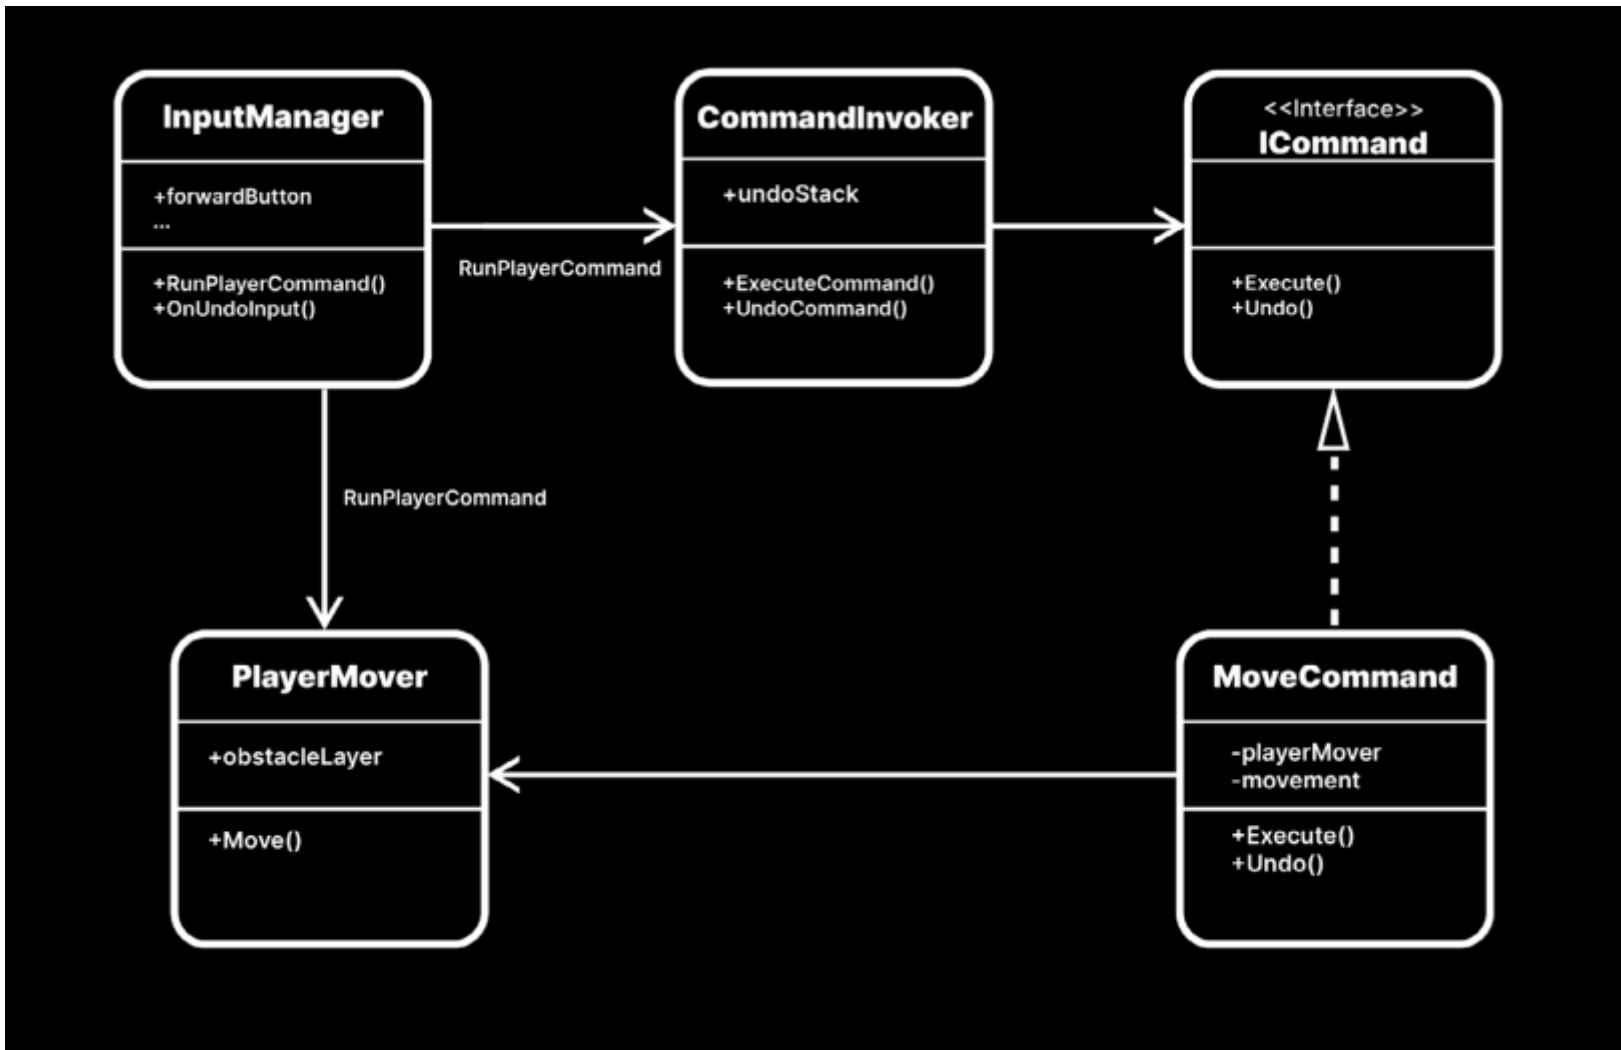 InputManager
+forwardButton
...
+RunPlayerCommand()
+OnUndoInput()
RunPlayerCommand
CommandInvoker
+undoStack
+ExecuteCommand()
+UndoCommand()
<<Interface>>
ICommand
+Execute()
+Undo()
RunPlayerCommand
PlayerMover
+obstacleLayer
+Move()
MoveCommand
-playerMover
-movement
+Execute()
+Undo()